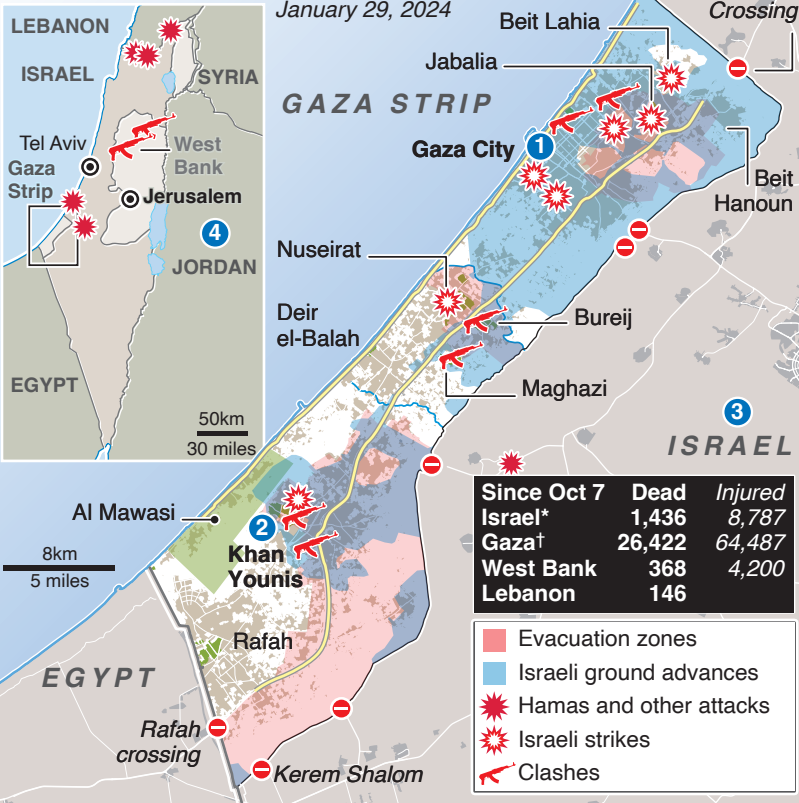 January 29, 2024
Crossing
LEBANON
ISRAEL
SYRIA
Tel Aviv
West
Bank
Gaza
Strip
Jerusalem
4
JORDAN
EGYPT
50km
30 miles
GAZA STRIP
Beit Lahia
Jabalia
Gaza City
1
Beit
Hanoun
Nuseirat
Deir
el-Balah
Bureij
Maghazi
3
ISRAEL
Al Mawasi
2
Khan
Younis
8km
5 miles
Rafah
EGYPT
Rafah
crossing
Kerem Shalom
Since Oct 7 Dead Injured
Israel* 1,436 8,787
Gaza† 26,422 64,487
West Bank 368 4,200
Lebanon 146
Evacuation zones
Israeli ground advances
Hamas and other attacks
Israeli strikes
Clashes